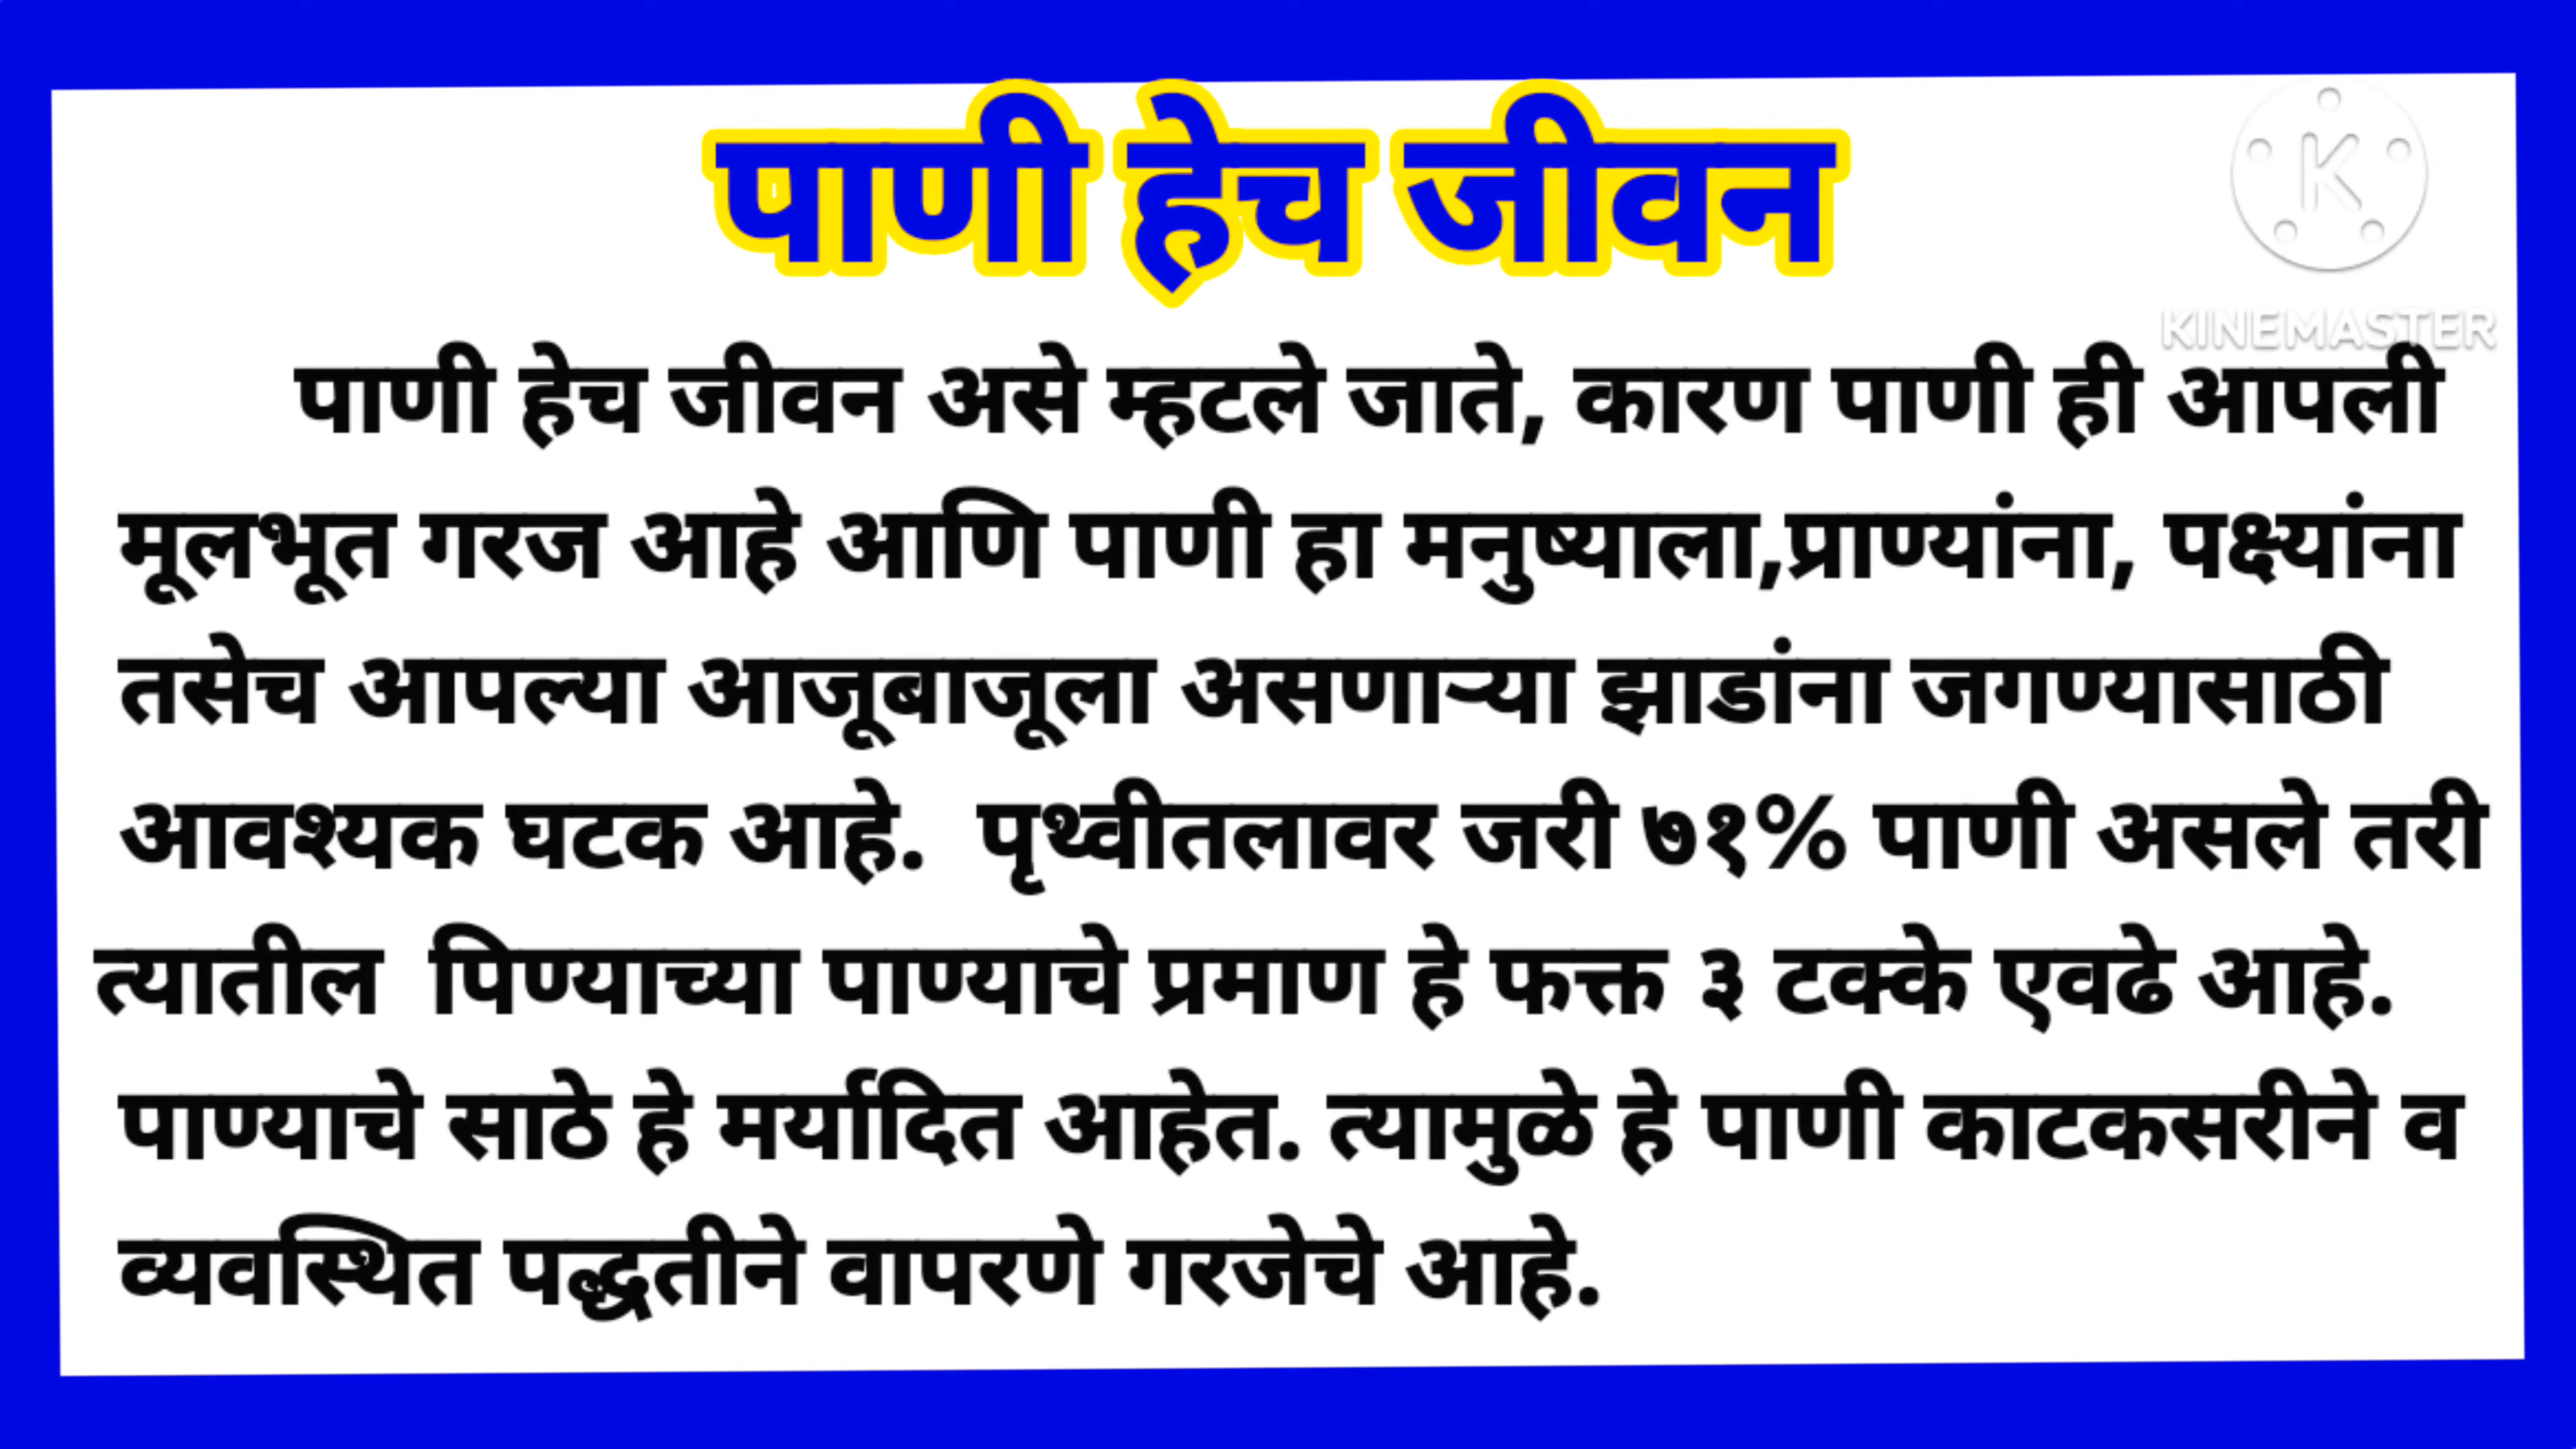 पाणी हेच जीवन
KINEMASTER
पाणी हेच जीवन असे म्हटले जाते, कारण पाणी ही आपली
मूलभूत गरज आहे आणि पाणी हा मनुष्याला,प्राण्यांना, पक्ष्यांना
तसेच आपल्या आजूबाजूला असणाऱ्या झाडांना जगण्यासाठी
आवश्यक घटक आहे. पृथ्वीतलावर जरी ७१% पाणी असले तरी
त्यातील पिण्याच्या पाण्याचे प्रमाण हे फक्त ३ टक्के एवढे आहे.
पाण्याचे साठे हे मर्यादित आहेत. त्यामुळे हे पाणी काटकसरीने व
व्यवस्थित पद्धतीने वापरणे गरजेचे आहे.